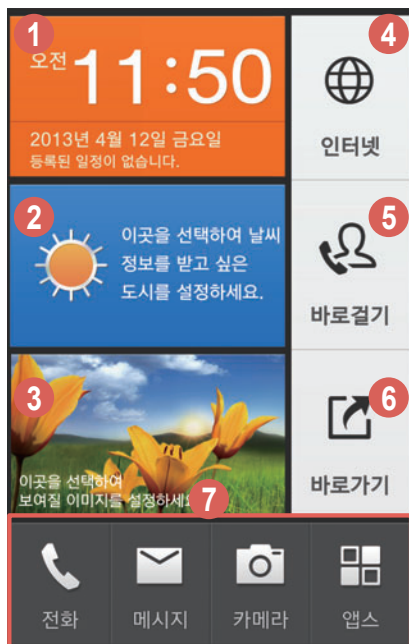 1
오전 11:50
2013년 4월 12일 금요일
등록된 일정이 없습니다.
4
인터넷
2
이곳을 선택하여 날씨
정보를 받고 싶은
도시를 설정하세요.
5
바로걸기
3
이곳을 선택하여
보여질 이미지를 설정하세요
6
바로가기
7
전화
메시지
카메라
앱스